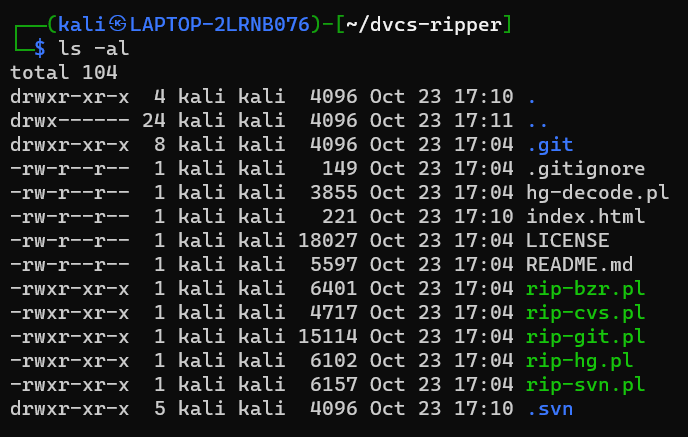 ┌──(kali㉿LAPTOP-2LRNB076)-[~/dvcs-ripper]
└─$ ls -al
total 104
drwxr-xr-x  4 kali kali  4096 Oct 23 17:10 .
drwx------ 24 kali kali  4096 Oct 23 17:11 ..
drwxr-xr-x  8 kali kali  4096 Oct 23 17:04 .git
-rw-r--r--  1 kali kali   149 Oct 23 17:04 .gitignore
-rw-r--r--  1 kali kali  3855 Oct 23 17:04 hg-decode.pl
-rw-r--r--  1 kali kali   221 Oct 23 17:10 index.html
-rw-r--r--  1 kali kali 18027 Oct 23 17:04 LICENSE
-rw-r--r--  1 kali kali  5597 Oct 23 17:04 README.md
-rwxr-xr-x  1 kali kali  6401 Oct 23 17:04 rip-bzr.pl
-rwxr-xr-x  1 kali kali  4717 Oct 23 17:04 rip-cvs.pl
-rwxr-xr-x  1 kali kali 15114 Oct 23 17:04 rip-git.pl
-rwxr-xr-x  1 kali kali  6102 Oct 23 17:04 rip-hg.pl
-rwxr-xr-x  1 kali kali  6157 Oct 23 17:04 rip-svn.pl
drwxr-xr-x  5 kali kali  4096 Oct 23 17:10 .svn